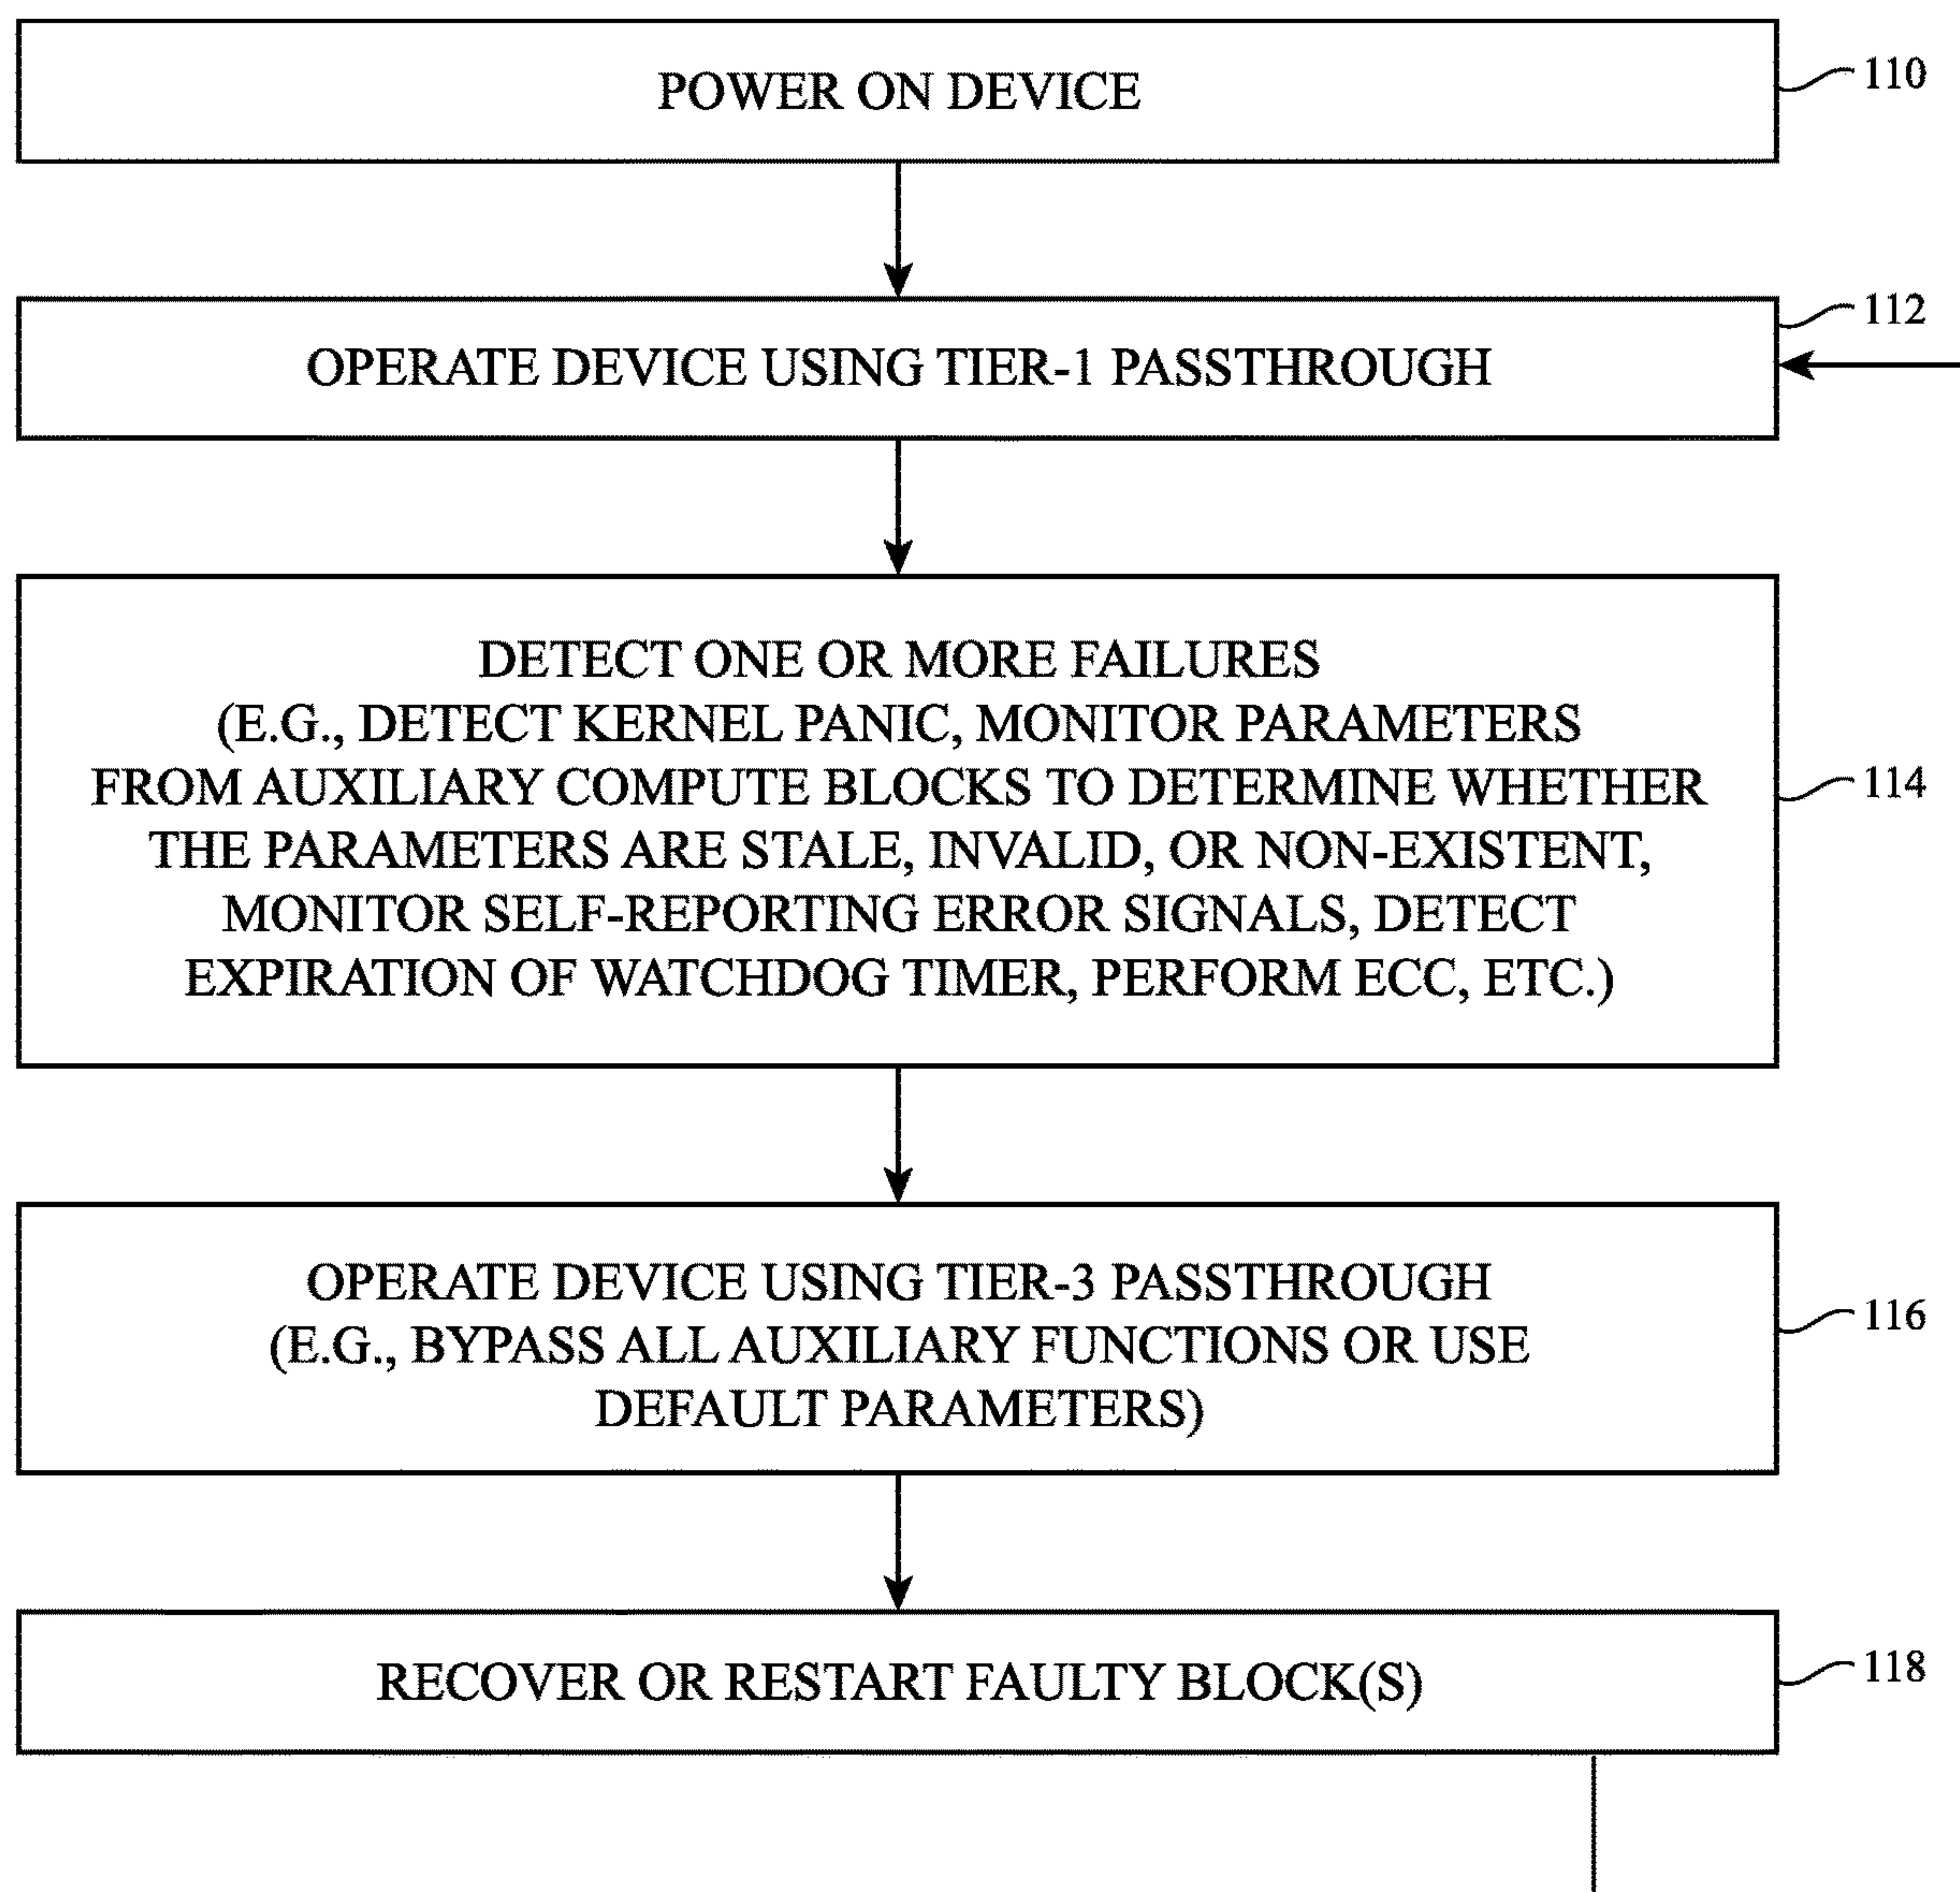 POWER ON DEVICE
110
OPERATE DEVICE USING TIER-1 PASSTHROUGH
112
DETECT ONE OR MORE FAILURES
(E.G., DETECT KERNEL PANIC, MONITOR PARAMETERS
FROM AUXILIARY COMPUTE BLOCKS TO DETERMINE WHETHER
THE PARAMETERS ARE STALE, INVALID, OR NON-EXISTENT,
MONITOR SELF-REPORTING ERROR SIGNALS, DETECT
EXPIRATION OF WATCHDOG TIMER, PERFORM ECC, ETC.)
114
OPERATE DEVICE USING TIER-3 PASSTHROUGH
(E.G., BYPASS ALL AUXILIARY FUNCTIONS OR USE
DEFAULT PARAMETERS)
116
RECOVER OR RESTART FAULTY BLOCK(S)
118